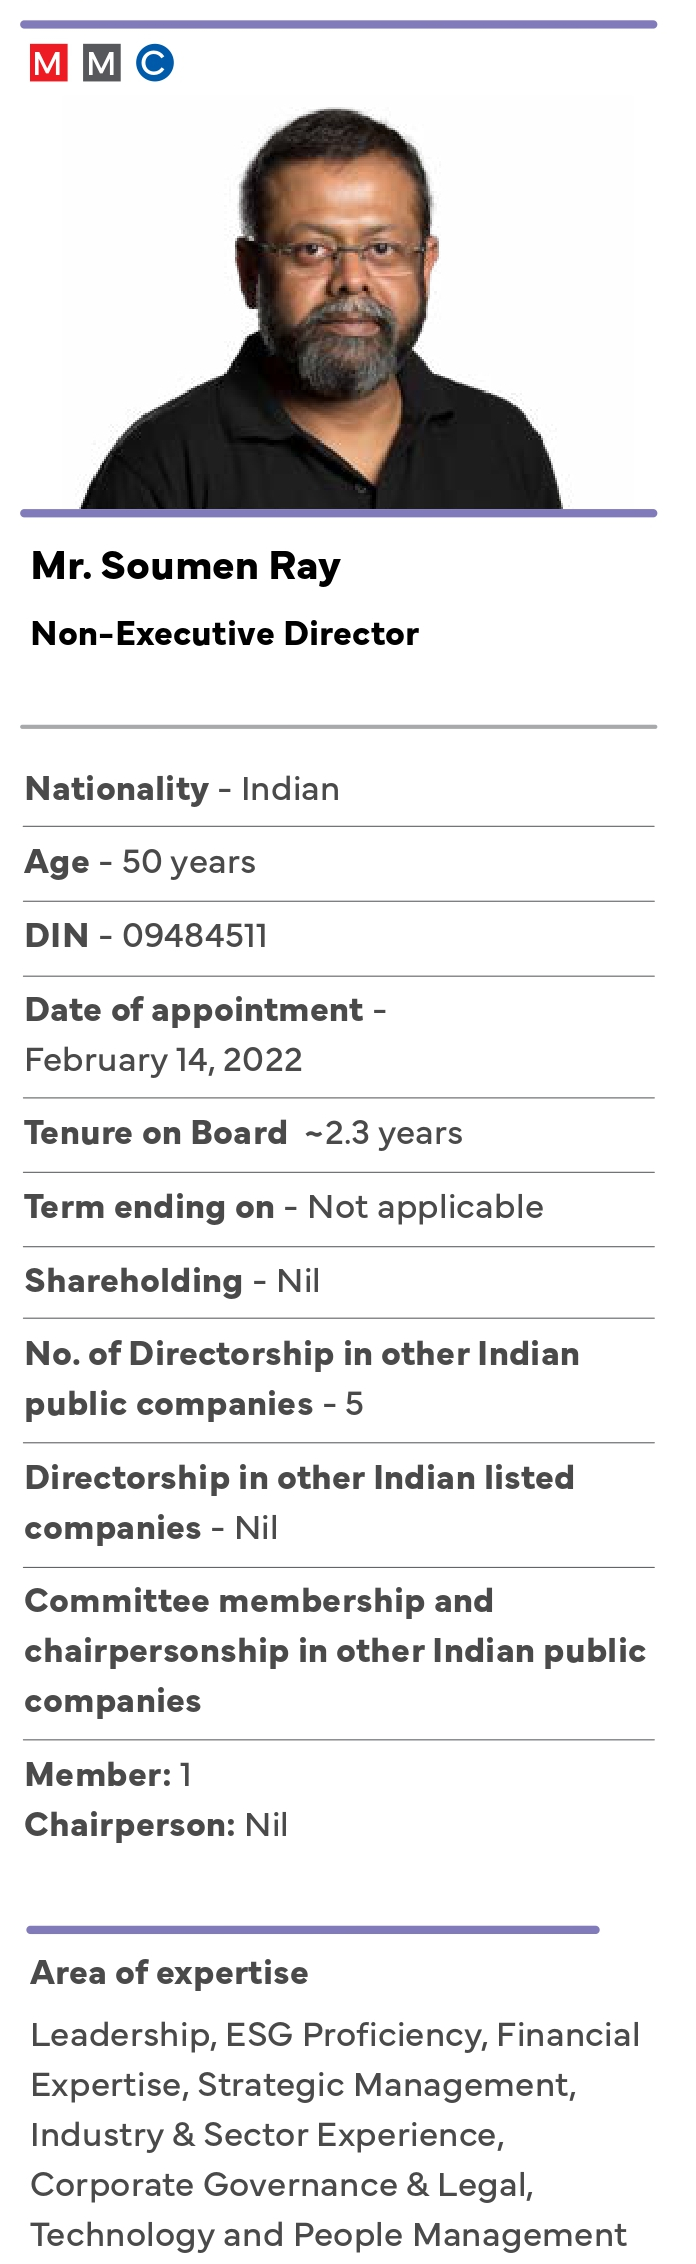 M M C
Mr. Soumen Ray
Non-Executive Director
Nationality - Indian
Age - 50 years
DIN - 09484511
Date of appointment -
February 14, 2022
Tenure on Board ~2.3 years
Term ending on - Not applicable
Shareholding - Nil
No. of Directorship in other Indian
public companies - 5
Directorship in other Indian listed
companies - Nil
Committee membership and
chairpersonship in other Indian public
companies
Member: 1
Chairperson: Nil
Area of expertise
Leadership, ESG Proficiency, Financial
Expertise, Strategic Management,
Industry & Sector Experience,
Corporate Governance & Legal,
Technology and People Management